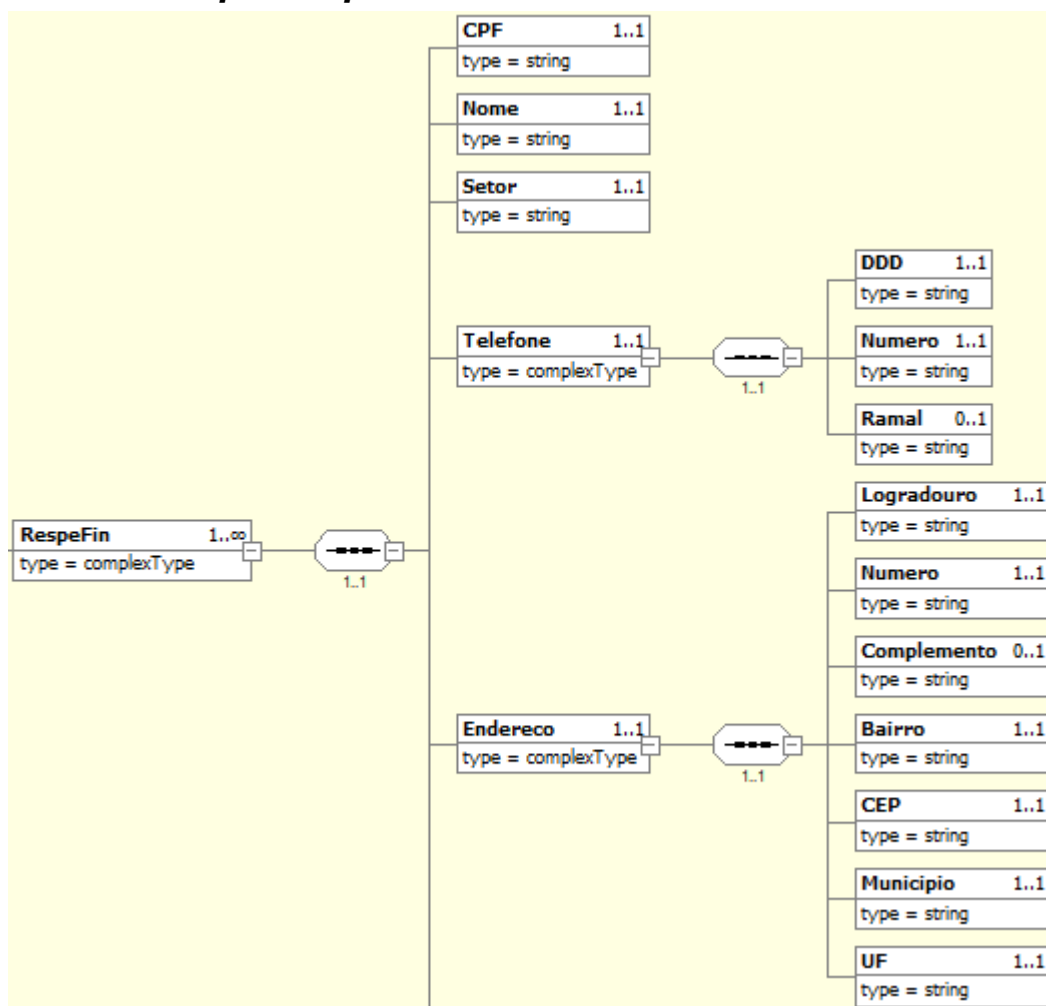 CPF 1..1
type = string
Nome 1..1
type = string
Setor 1..1
type = string
DDD 1..1
type = string
Telefone 1..1
type = complexType
1..1
Numero 1..1
type = string
Ramal 0..1
type = string
RespeFin 1..∞
type = complexType
1..1
Logradouro 1..1
type = string
Numero 1..1
type = string
Complemento 0..1
type = string
Endereco 1..1
type = complexType
1..1
Bairro 1..1
type = string
CEP 1..1
type = string
Municipio 1..1
type = string
UF 1..1
type = string